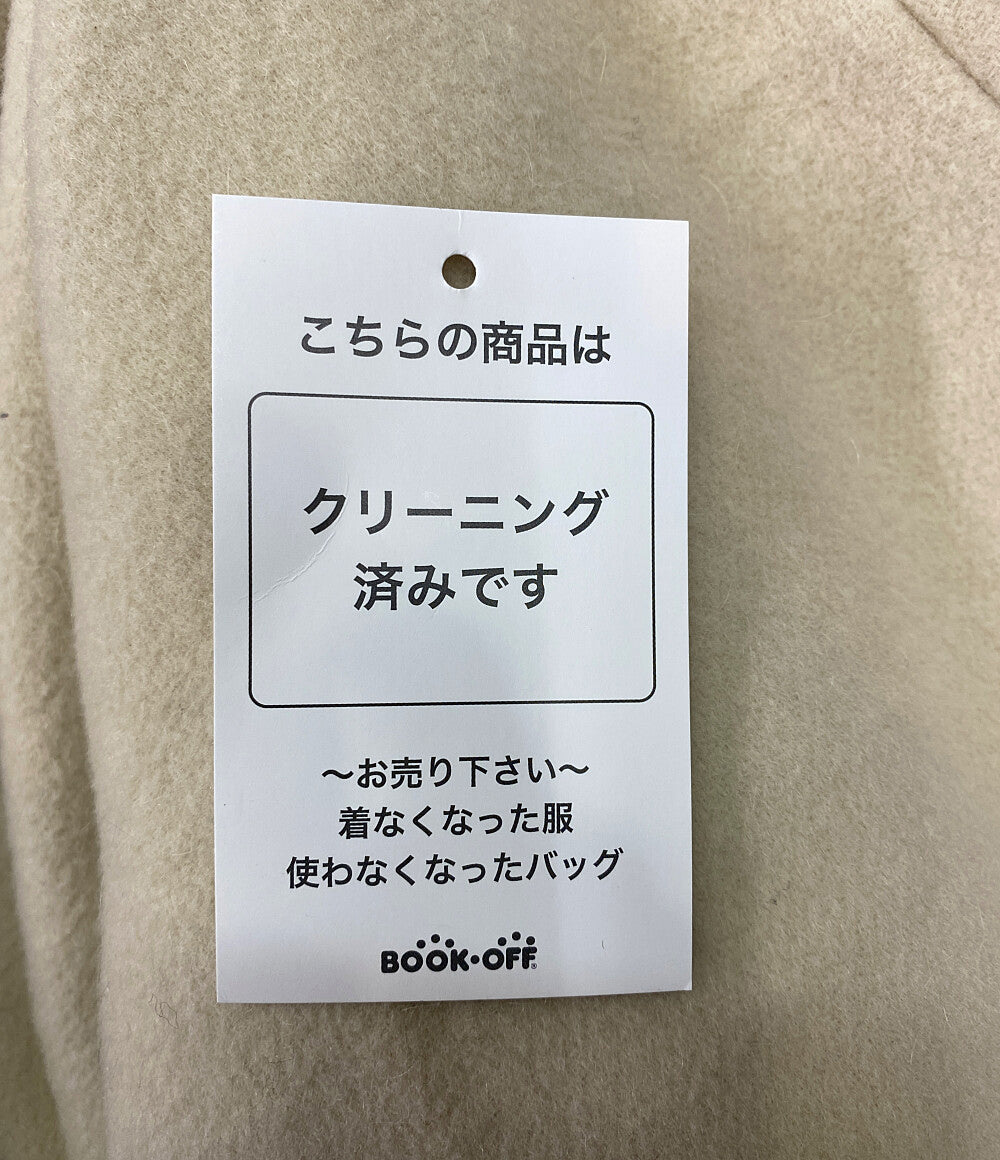 こちらの商品は
クリーニング
済みです
～お売り下さい～
着なくなった服
使わなくなったバッグ
BOOK・OFF®